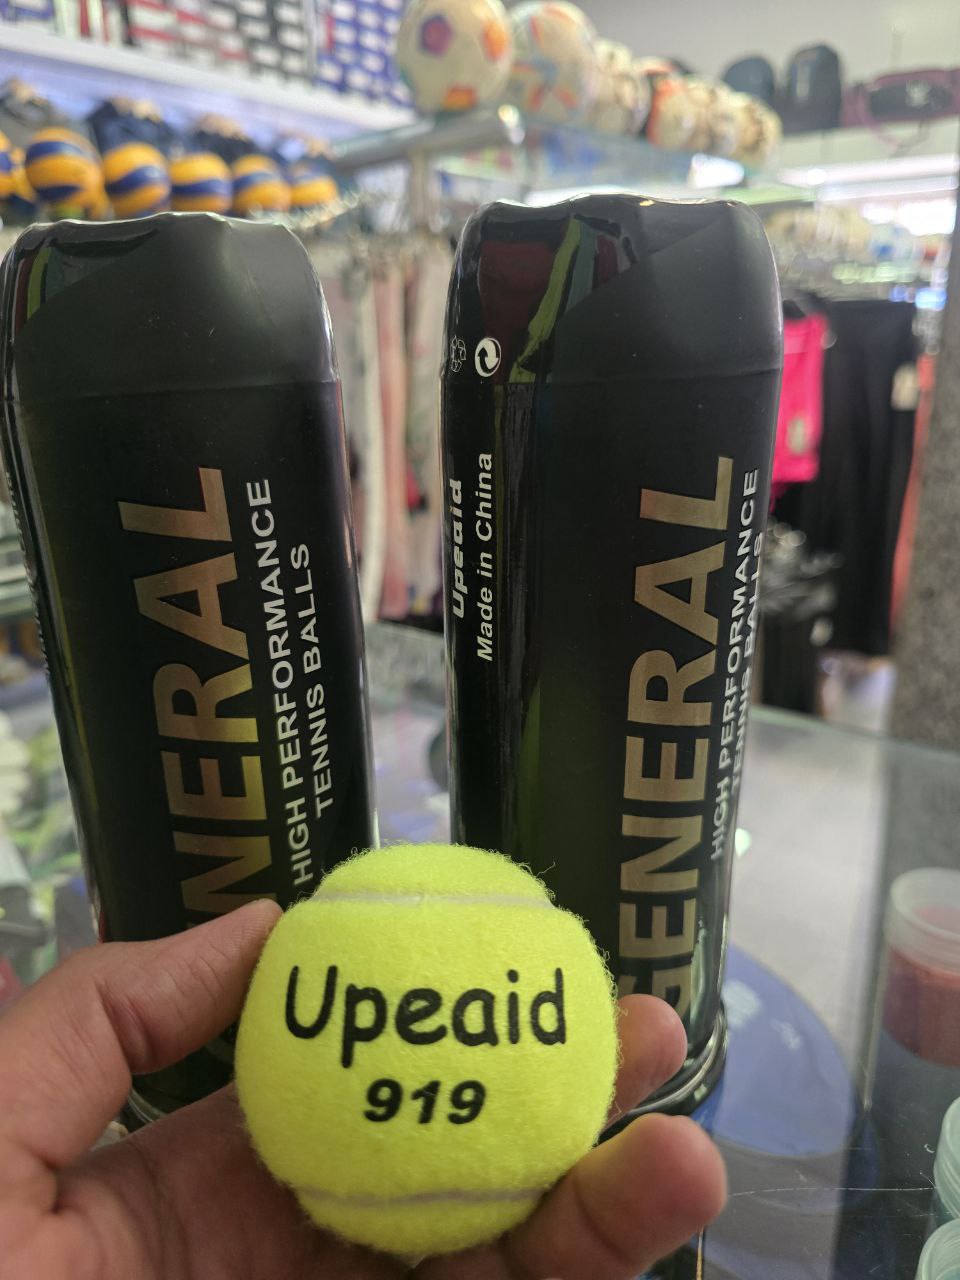 NERAL
HIGH PERFORMANCE
TENNIS BALLS
Upeaid
Made in China
GENERAL
HIGH PERFORMANCE
TENNIS BALLS
Upeaid
919